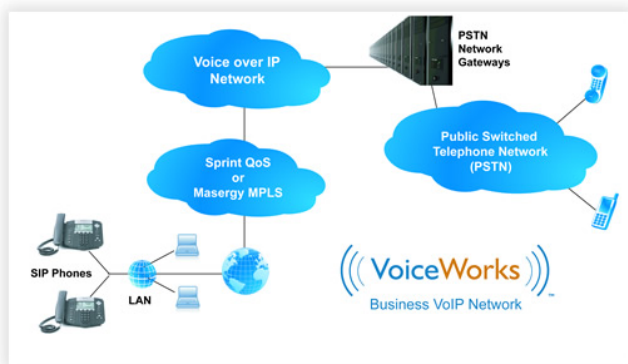 Voice over IP
Network
PSTN
Network
Gateways
Public Switched
Telephone Network
(PSTN)
Sprint QoS
or
Masergy MPLS
SIP Phones
LAN
VoiceWorks™
Business VoIP Network